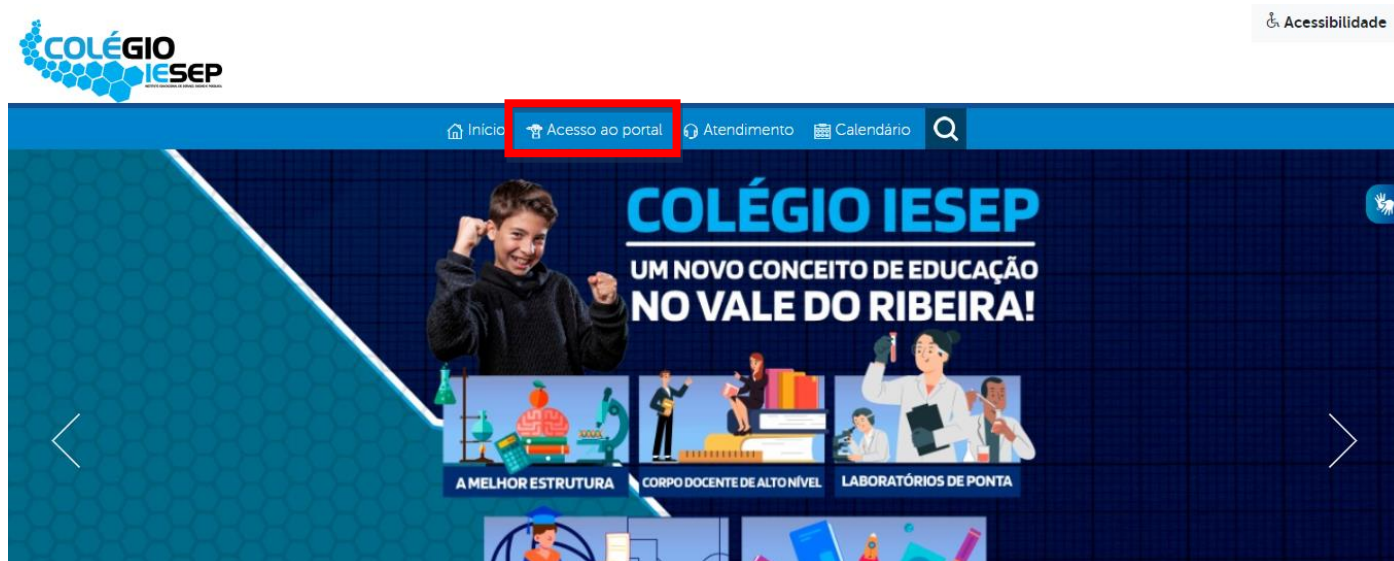 Acessibilidade
COLÉGIO
IESEP
Início
Acesso ao portal
Atendimento
Calendário
COLÉGIO IESEP
UM NOVO CONCEITO DE EDUCAÇÃO
NO VALE DO RIBEIRA!
A MELHOR ESTRUTURA
CORPO DOCENTE DE ALTO NÍVEL
LABORATÓRIOS DE PONTA